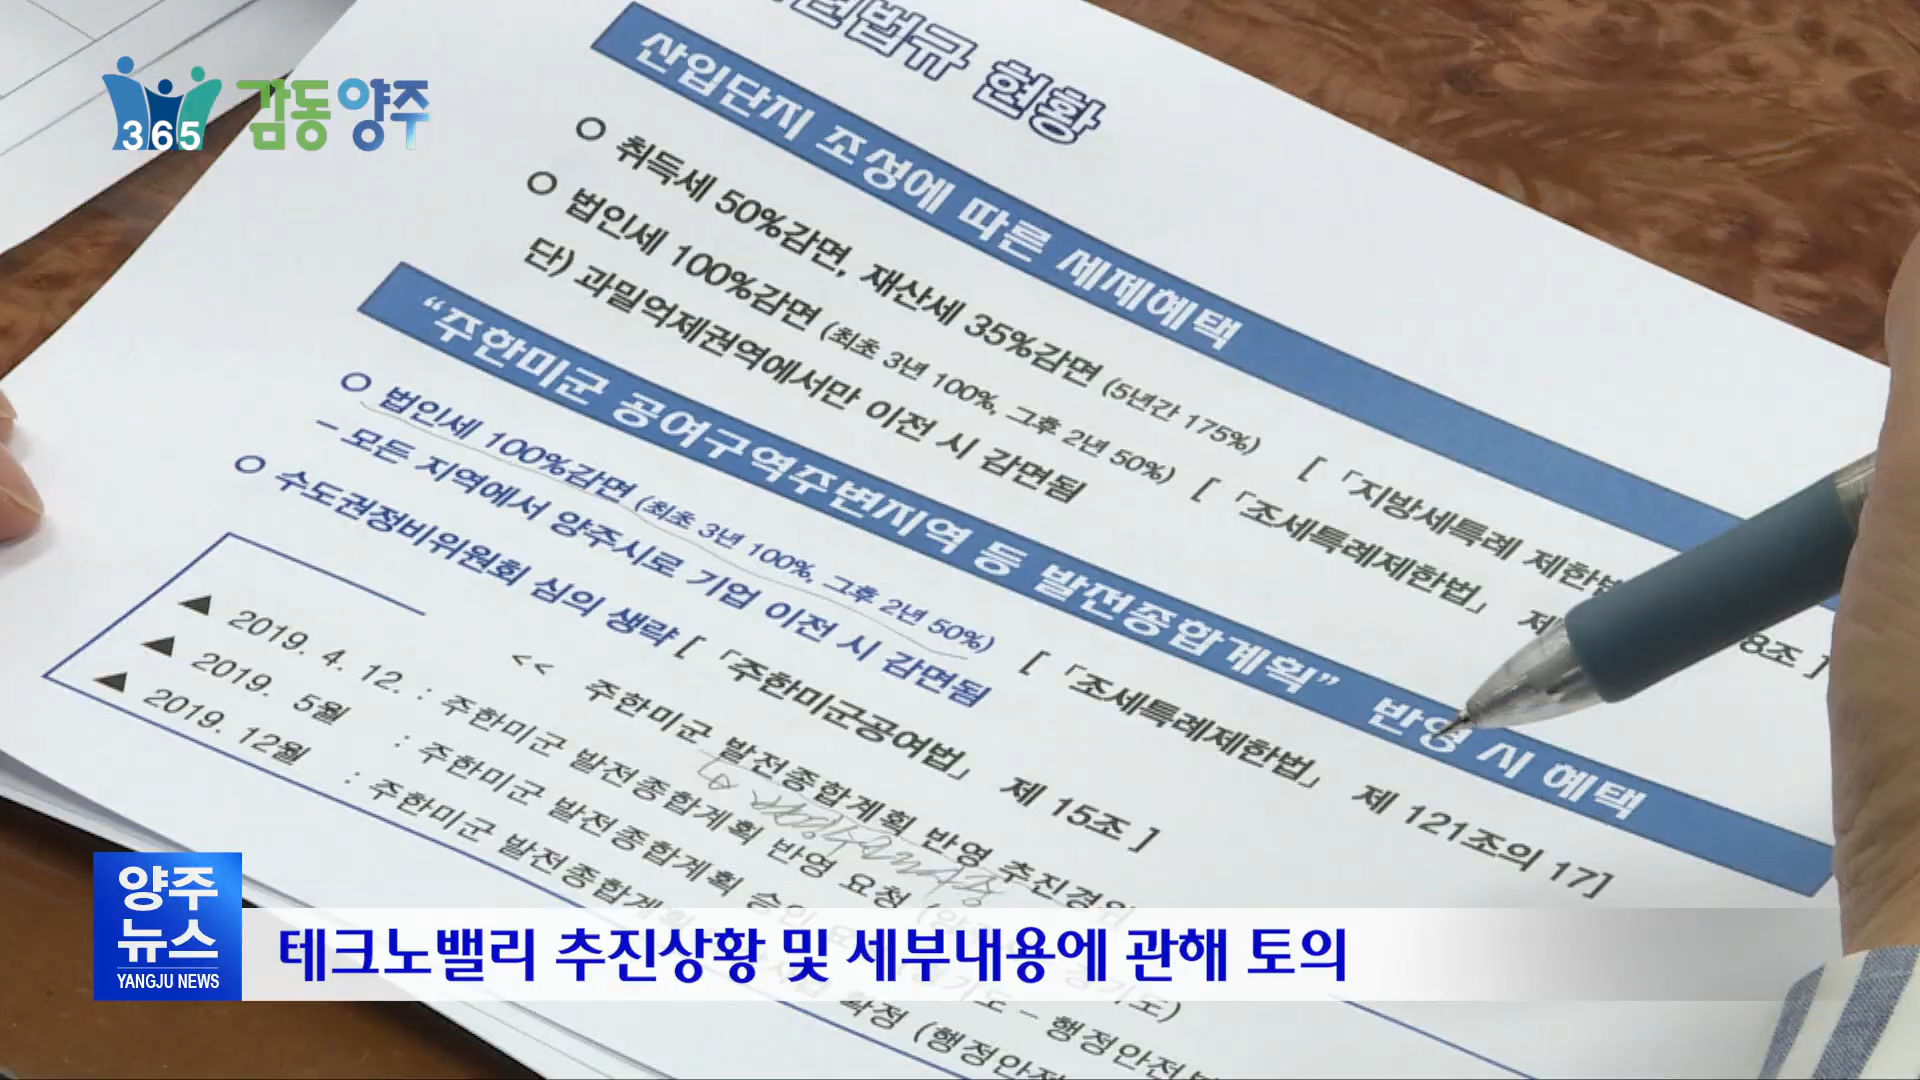 365 감동양주
법규 현황
산입단지 조성에 따른 세제혜택
○ 취득세 50%감면, 재산세 35%감면 (5년간 175%) [「지방세특례 제한법 8조 ]
○ 법인세 100%감면 (최초 3년 100%, 그후 2년 50%) [「조세특례제한법」 제
단) 과밀억제권역에서만 이전 시 감면됨
“주한미군 공여구역주변지역 등 발전종합계획” 반영 시 혜택
○ 법인세 100%감면 (최초 3년 100%, 그후 2년 50%) [「조세특례제한법」 제 121조의 17]
- 모든 지역에서 양주시로 기업 이전 시 감면됨
○ 수도권정비위원회 심의 생략 [「주한미군공여법」 제 15조 ]
<< 주한미군 발전종합계획 반영 추진경위
▲ 2019. 4. 12. : 주한미군 발전종합계획 반영 요청
▲ 2019. 5월 : 주한미군 발전종합계획 승인 - 행정안전
▲ 2019. 12월 : 주한미군 발전종합계획 확정 (행정안전
양주
뉴스
YANGJU NEWS
테크노밸리 추진상황 및 세부내용에 관해 토의